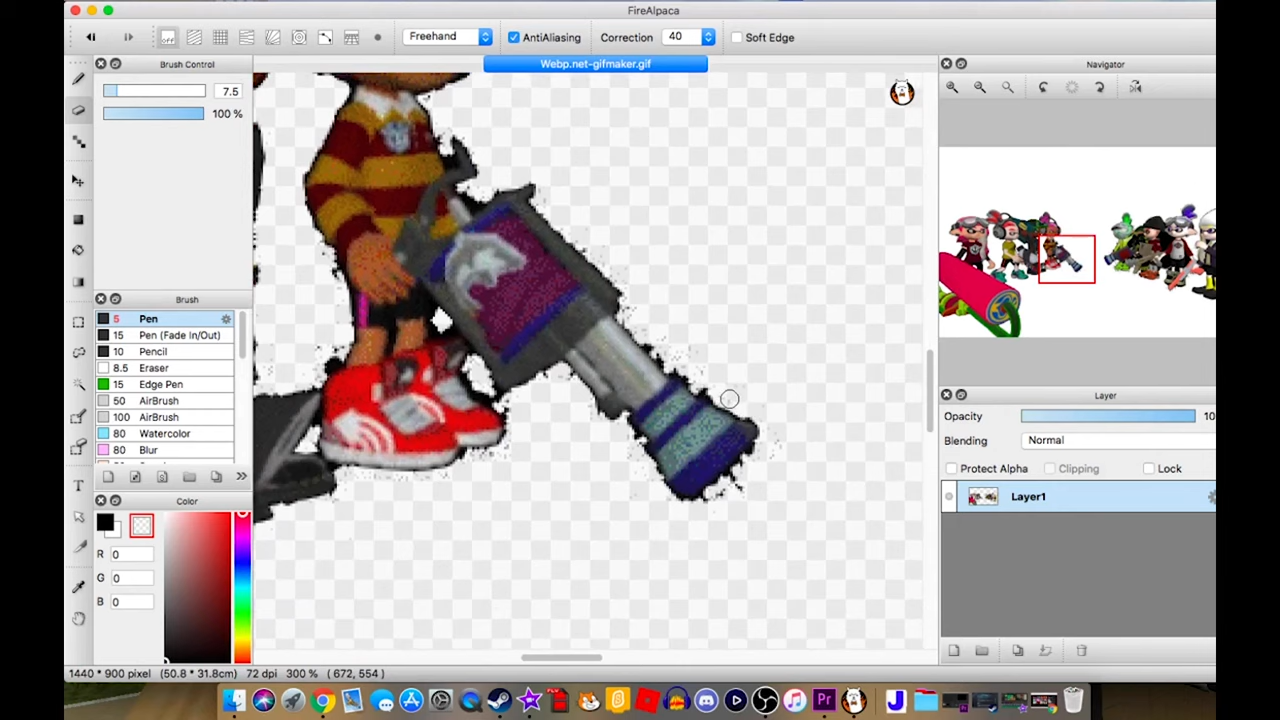 FireAlpaca
OFF
Freehand
AntiAliasing
Correction
40
Soft Edge
Brush Control
Webp.net-gifmaker.gif
Navigator
7.5
100 %
Brush
5 Pen
15 Pen (Fade In/Out)
10 Pencil
8.5 Eraser
15 Edge Pen
50 AirBrush
100 AirBrush
80 Watercolor
80 Blur
T
Color
R 0
G 0
B 0
Layer
Opacity
10
Blending
Normal
Protect Alpha
Clipping
Lock
Layer1
1440 * 900 pixel (50.8 * 31.8cm) 72 dpi 300 % ( 672, 554 )
Pr
J